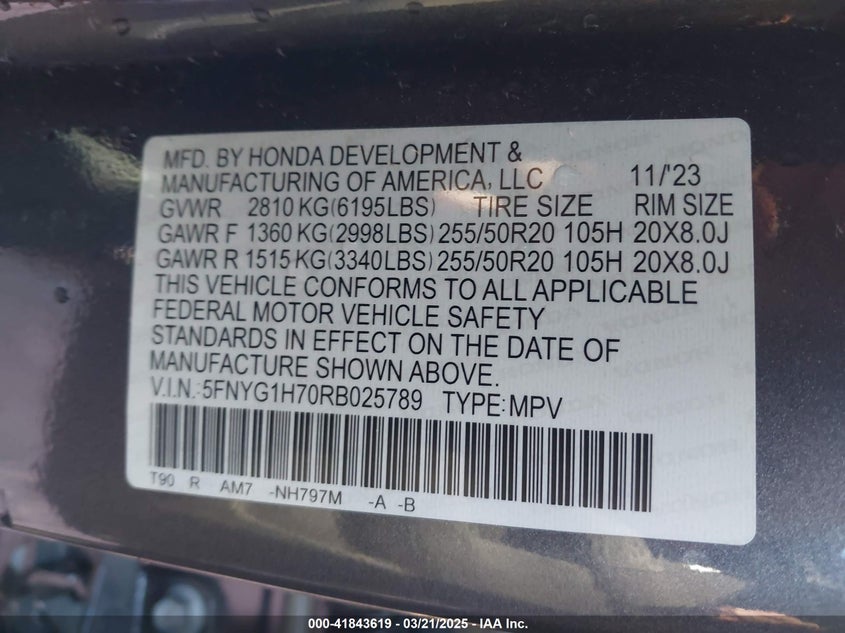 MFD. BY HONDA DEVELOPMENT &
MANUFACTURING OF AMERICA, LLC 11/'23
GVWR 2810 KG(6195LBS) TIRE SIZE RIM SIZE
GAWR F 1360 KG(2998LBS) 255/50R20 105H 20X8.0J
GAWR R 1515 KG(3340LBS) 255/50R20 105H 20X8.0J
THIS VEHICLE CONFORMS TO ALL APPLICABLE
FEDERAL MOTOR VEHICLE SAFETY
STANDARDS IN EFFECT ON THE DATE OF
MANUFACTURE SHOWN ABOVE.
V.I.N.:5FNYG1H70RB025789 TYPE:MPV
T90 R AM7 -NH797M -A -B
000-41843619 / 03/21/2025 - IAA Inc.